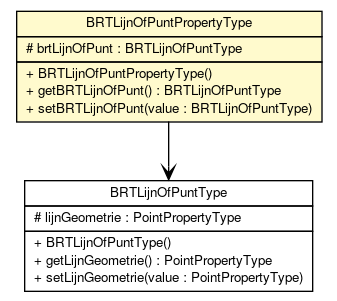 BRTLijnOfPuntPropertyType
# brtLijnOfPunt : BRTLijnOfPuntType
+ BRTLijnOfPuntPropertyType()
+ getBRTLijnOfPunt() : BRTLijnOfPuntType
+ setBRTLijnOfPunt(value : BRTLijnOfPuntType)
BRTLijnOfPuntType
# lijnGeometrie : PointPropertyType
+ BRTLijnOfPuntType()
+ getLijnGeometrie() : PointPropertyType
+ setLijnGeometrie(value : PointPropertyType)